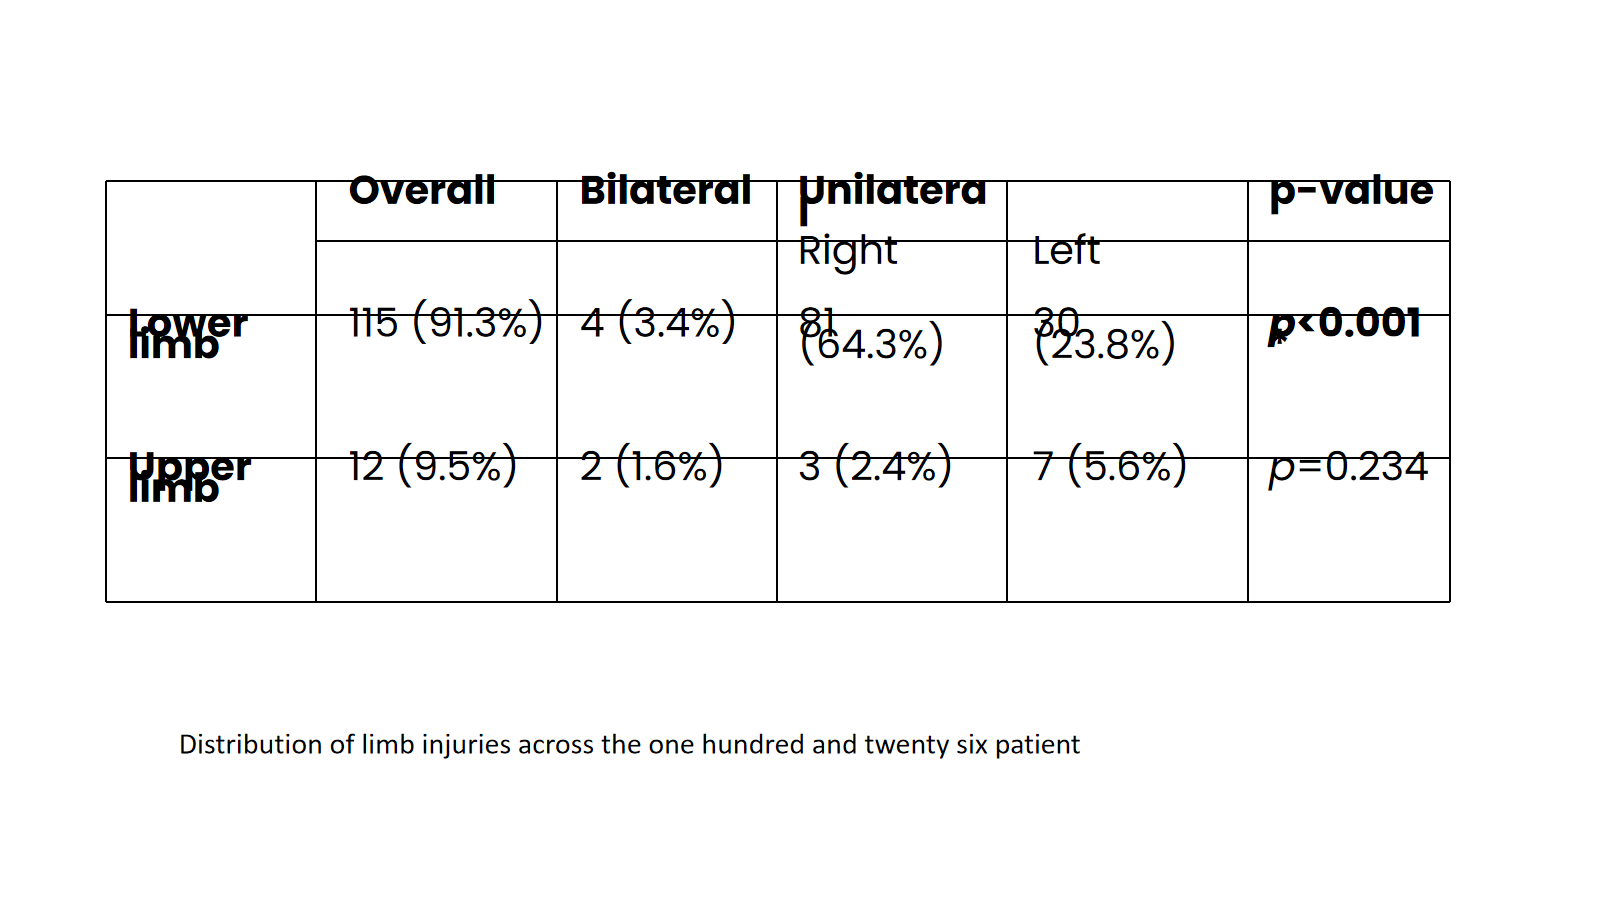 Overall Bilateral Unilatera p-value
l
Right Left
Lower 115 (91.3%) 4 (3.4%) 81 30 p<0.001
limb (64.3%) (23.8%) *
Upper 12 (9.5%) 2 (1.6%) 3 (2.4%) 7 (5.6%) p=0.234
limb
Distribution of limb injuries across the one hundred and twenty six patient